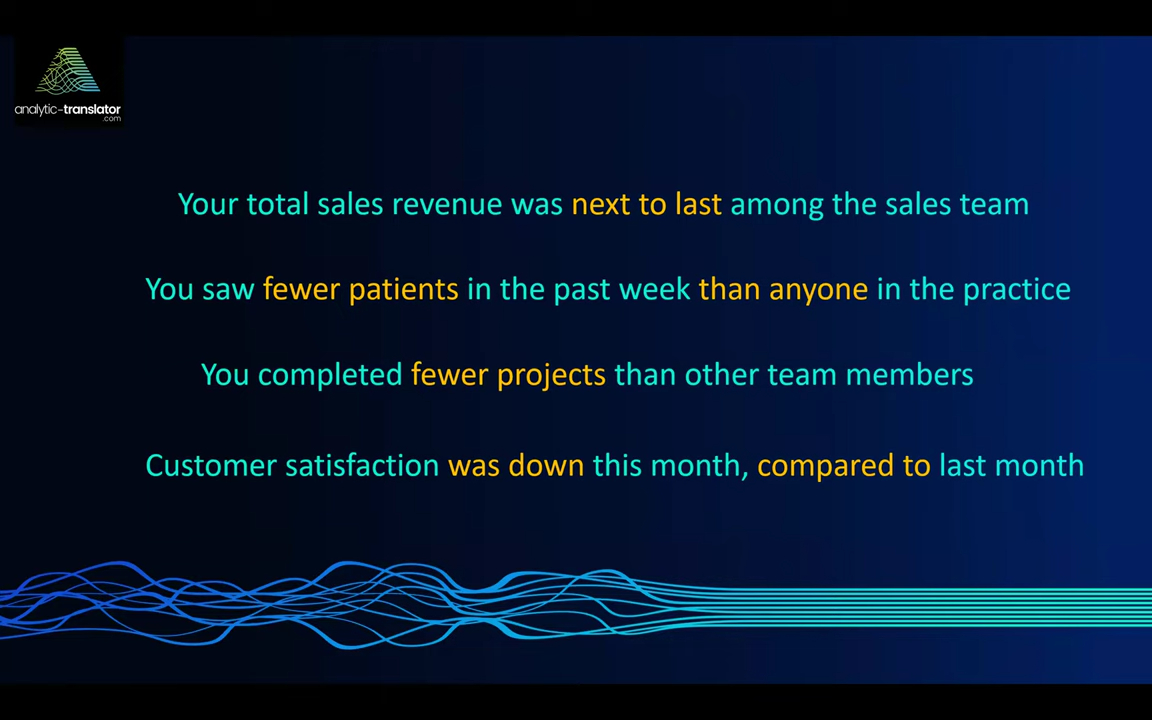 analytic-translator
.com
Your total sales revenue was next to last among the sales team
You saw fewer patients in the past week than anyone in the practice
You completed fewer projects than other team members
Customer satisfaction was down this month, compared to last month